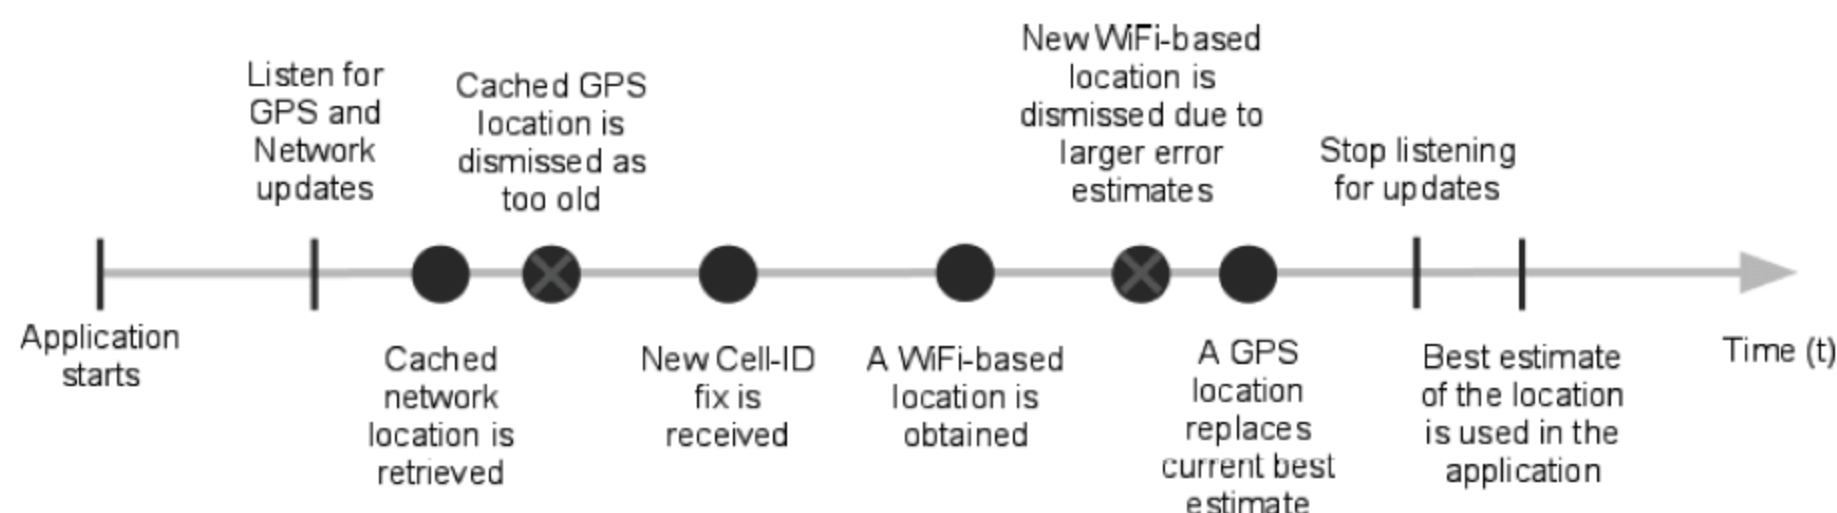 Listen for
GPS and
Network
updates
Cached GPS
location is
dismissed as
too old
New WiFi-based
location is
dismissed due to
larger error
estimates
Stop listening
for updates
Application
starts
Cached
network
location is
retrieved
New Cell-ID
fix is
received
A WiFi-based
location is
obtained
A GPS
location
replaces
current best
estimate
Best estimate
of the location
is used in the
application
Time (t)